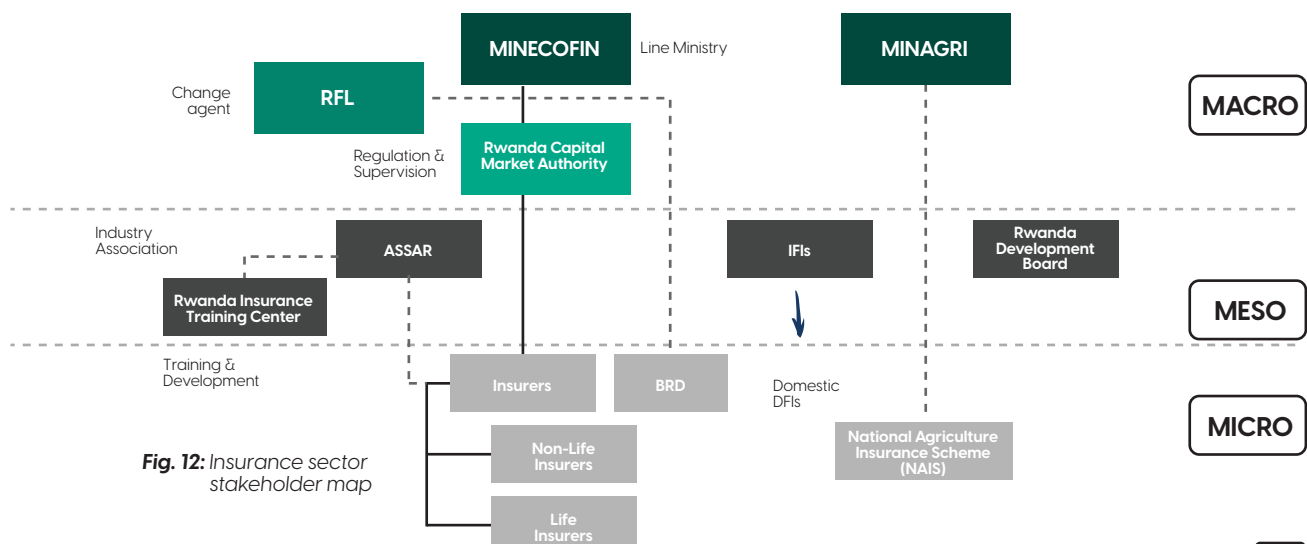 MINECOFIN
Line Ministry
MINAGRI
Change
agent
RFL
MACRO
Regulation &
Supervision
Rwanda Capital
Market Authority
Industry
Association
ASSAR
IFIs
Rwanda
Development
Board
Rwanda Insurance
Training Center
MESO
Training &
Development
Insurers
BRD
Domestic
DFIs
MICRO
Non-Life
Insurers
National Agriculture
Insurance Scheme
(NAIS)
Fig. 12: Insurance sector
stakeholder map
Life
Insurers